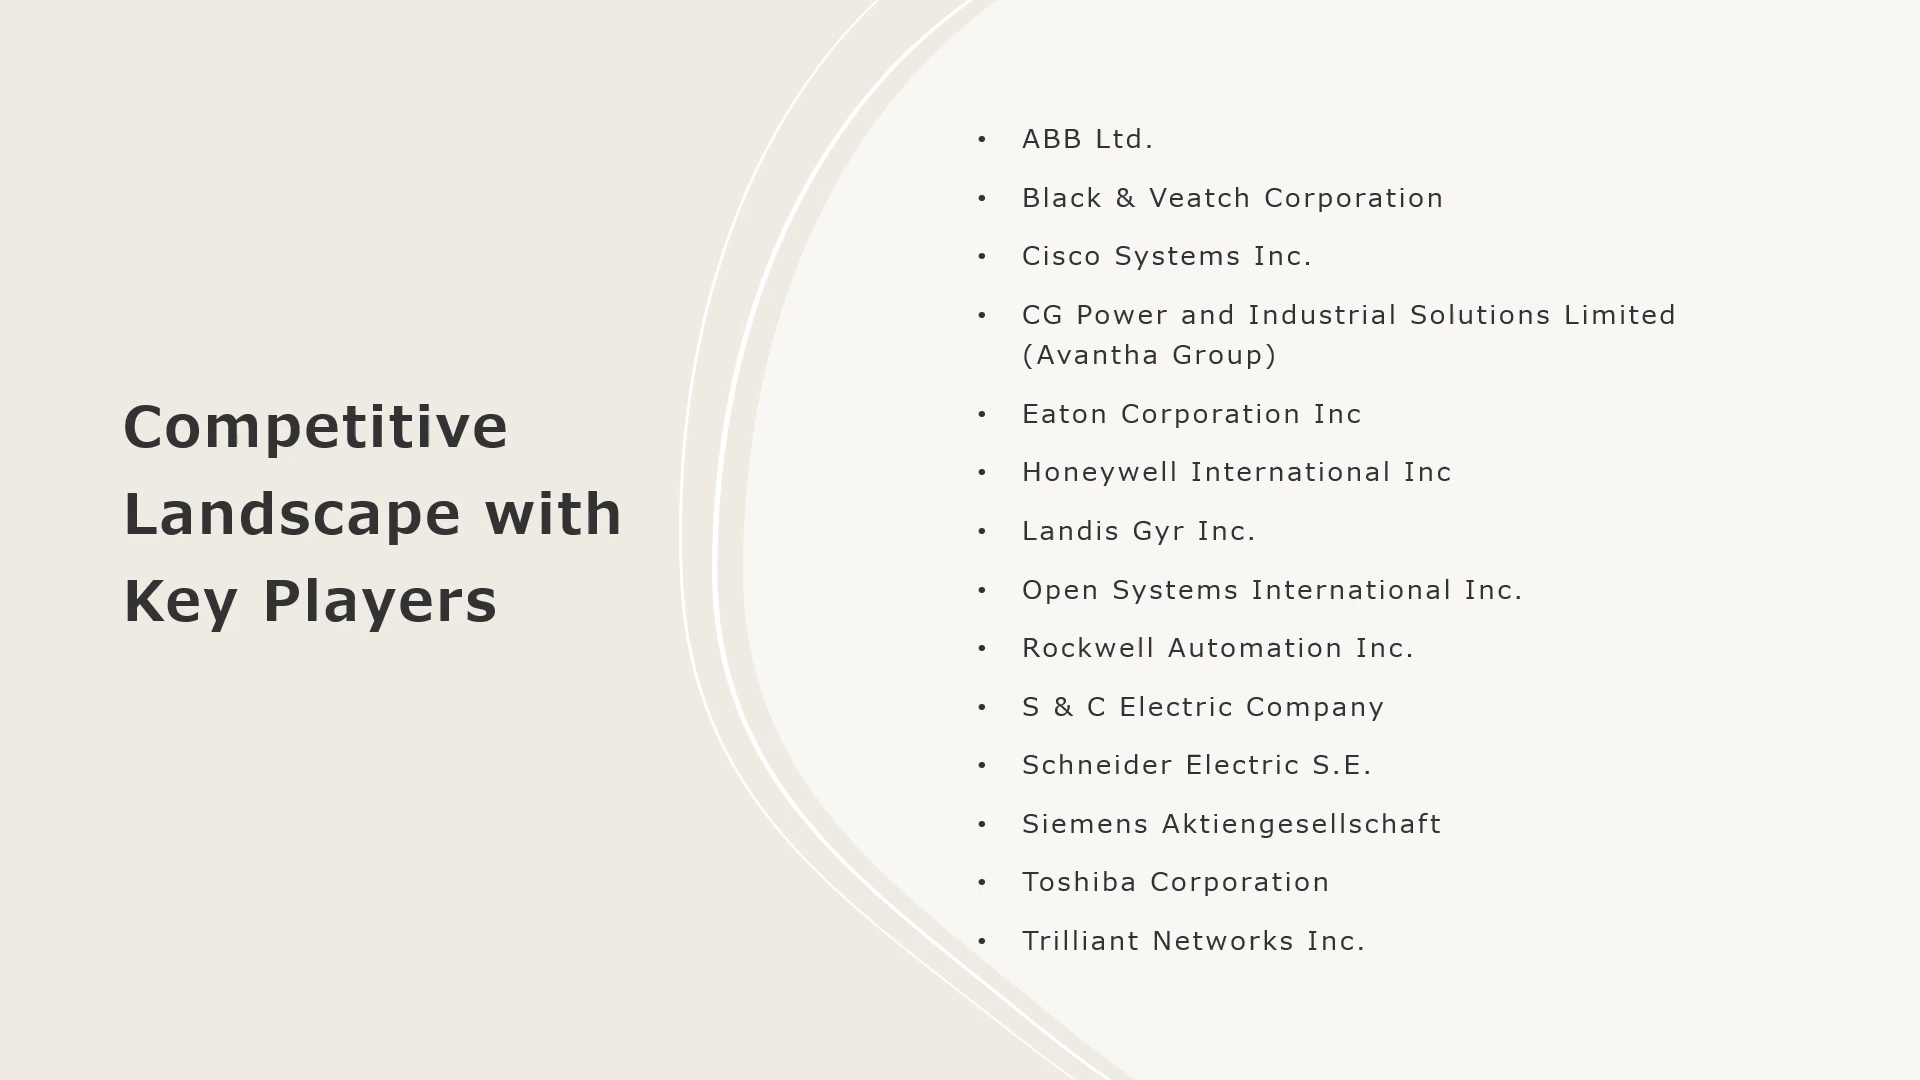 Competitive
Landscape with
Key Players
• ABB Ltd.
• Black & Veatch Corporation
• Cisco Systems Inc.
• CG Power and Industrial Solutions Limited
(Avantha Group)
• Eaton Corporation Inc
• Honeywell International Inc
• Landis Gyr Inc.
• Open Systems International Inc.
• Rockwell Automation Inc.
• S & C Electric Company
• Schneider Electric S.E.
• Siemens Aktiengesellschaft
• Toshiba Corporation
• Trilliant Networks Inc.